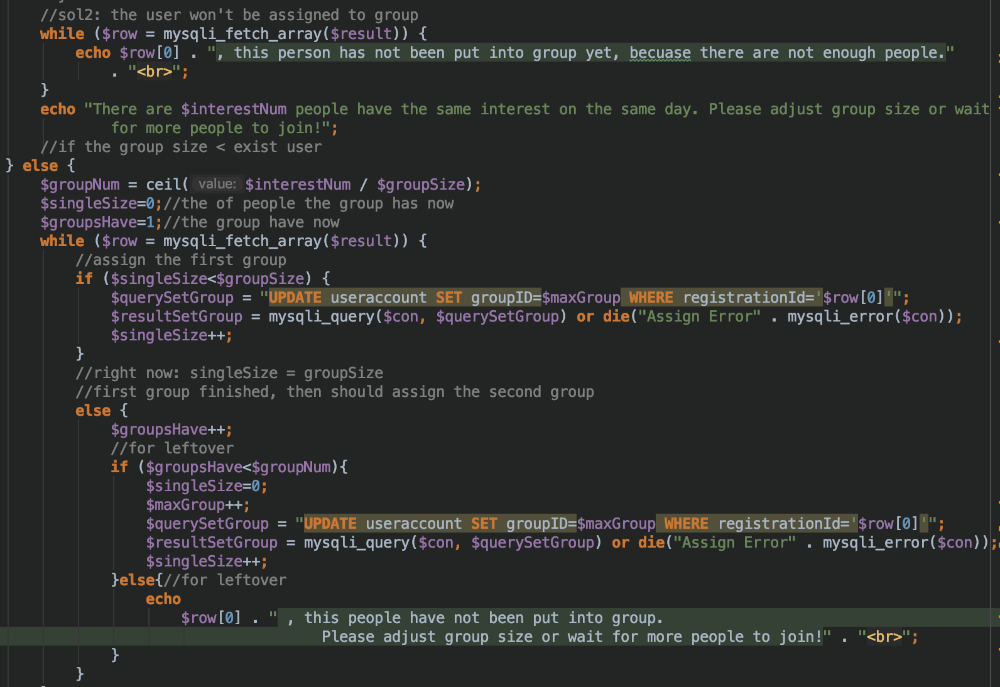 //sol2: the user won't be assigned to group
while ($row = mysqli_fetch_array($result)) {
echo $row[0] . ", this person has not been put into group yet, becuase there are not enough people."
. "<br>";
}
echo "There are $interestNum people have the same interest on the same day. Please adjust group size or wait
for more people to join!";
//if the group size < exist user
} else {
$groupNum = ceil( value: $interestNum / $groupSize);
$singleSize=0;//the of people the group has now
$groupsHave=1;//the group have now
while ($row = mysqli_fetch_array($result)) {
//assign the first group
if ($singleSize<$groupSize) {
$querySetGroup = "UPDATE useraccount SET groupID=$maxGroup WHERE registrationId='$row[0]'";
$resultSetGroup = mysqli_query($con, $querySetGroup) or die("Assign Error" . mysqli_error($con));
$singleSize++;
}
//right now: singleSize = groupSize
//first group finished, then should assign the second group
else {
$groupsHave++;
//for leftover
if ($groupsHave<$groupNum){
$singleSize=0;
$maxGroup++;
$querySetGroup = "UPDATE useraccount SET groupID=$maxGroup WHERE registrationId='$row[0]'";
$resultSetGroup = mysqli_query($con, $querySetGroup) or die("Assign Error" . mysqli_error($con));
$singleSize++;
}else{//for leftover
echo
$row[0] . " , this people have not been put into group.
Please adjust group size or wait for more people to join!" . "<br>";
}
}